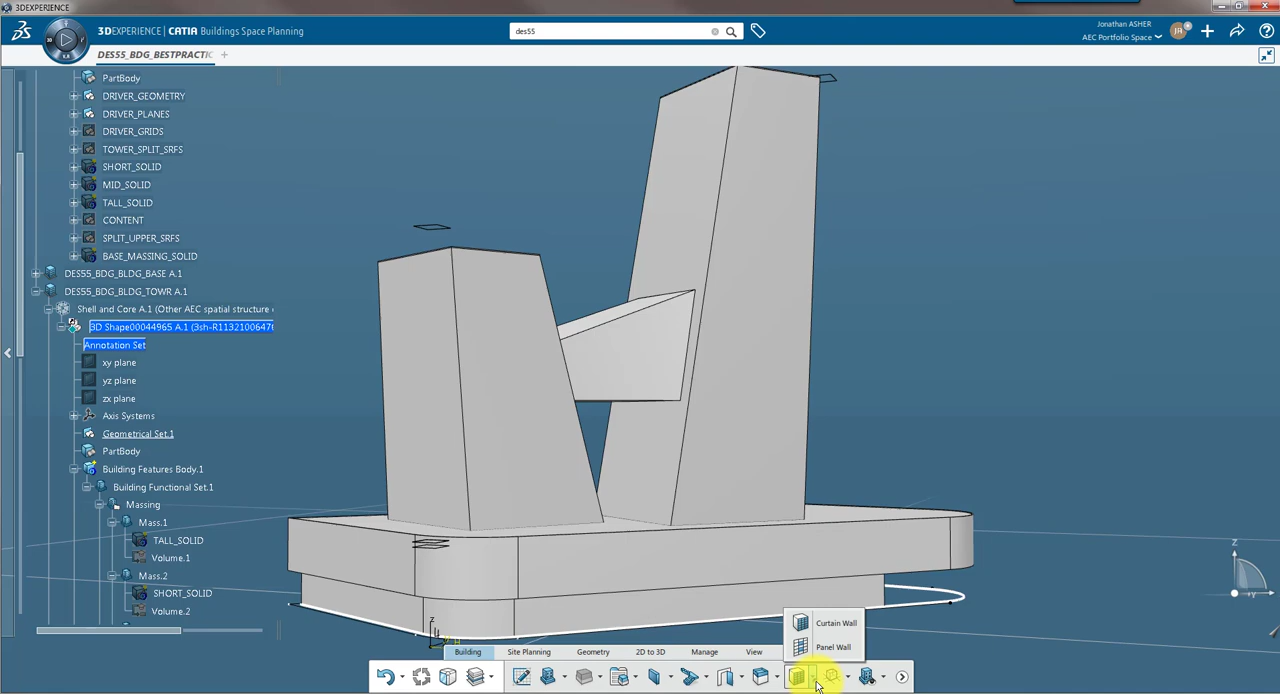 3DEXPERIENCE
3DEXPERIENCE | CATIA Buildings Space Planning
des55
Jonathan ASHER
AEC Portfolio Space
DES55_BDG_BESTPRACTIC
PartBody
DRIVER_GEOMETRY
DRIVER_PLANES
DRIVER_GRIDS
TOWER_SPLIT_SRFS
SHORT_SOLID
MID_SOLID
TALL_SOLID
CONTENT
SPLIT_UPPER_SRFS
BASE_MASSING_SOLID
DES55_BDG_BLDG_BASE A.1
DES55_BDG_BLDG_TOWR A.1
Shell and Core A.1 (Other AEC spatial structure
3D Shape00044965 A.1 (3sh-R1132100647
Annotation Set
xy plane
yz plane
zx plane
Axis Systems
Geometrical Set.1
PartBody
Building Features Body.1
Building Functional Set.1
Massing
Mass.1
TALL_SOLID
Volume.1
Mass.2
SHORT_SOLID
Volume.2
Z
Z
Curtain Wall
Panel Wall
Building
Site Planning
Geometry
2D to 3D
Manage
View